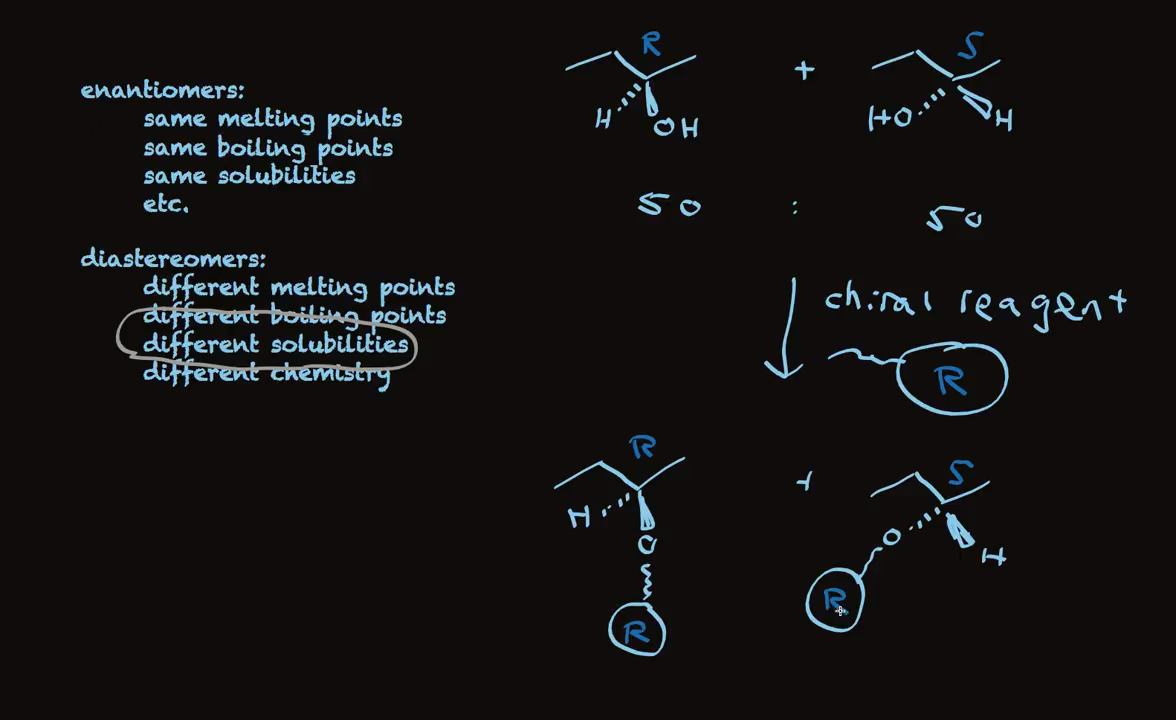 enantiomers:
same melting points
same boiling points
same solubilities
etc.
diastereomers:
different melting points
different boiling points
different solubilities
different chemistry
R + S
H OH HO H
50 : 50
chiral reagent
R
R + S
H O O H
R R